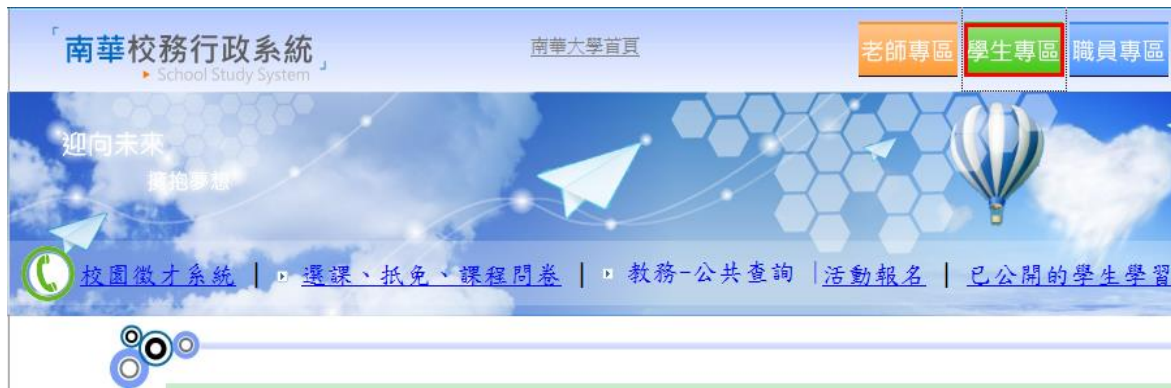 「南華校務行政系統」
School Study System
南華大學首頁
老師專區 學生專區 職員專區
迎向未來
擁抱夢想
校園徵才系統 | 選課、抵免、課程問卷 | 教務-公共查詢 |活動報名 | 已公開的學生學習